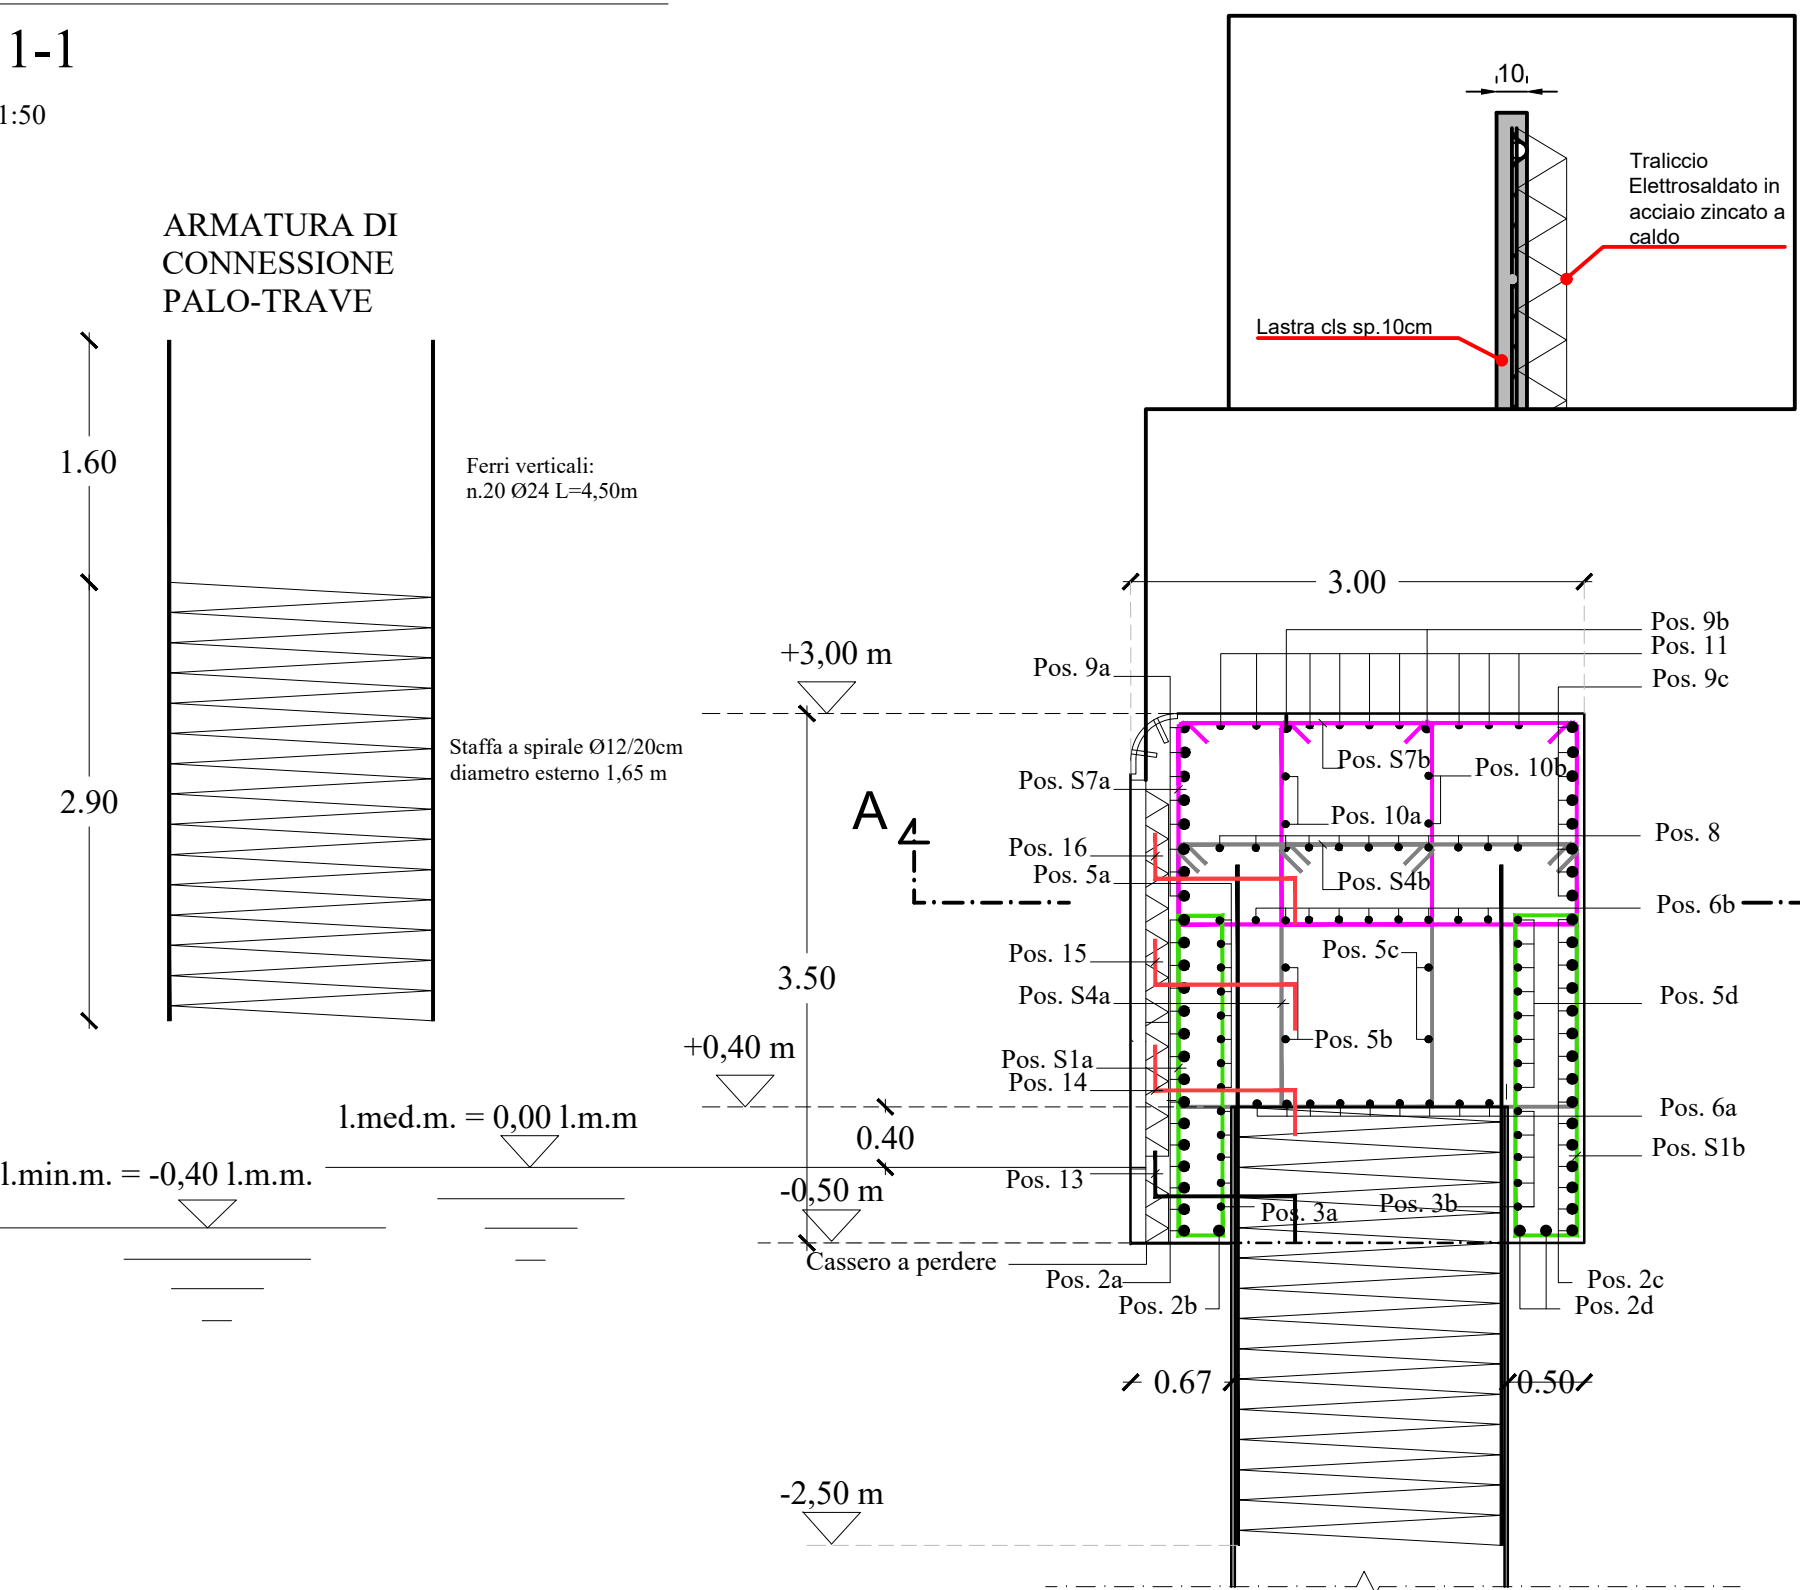 1-1
1:50
10
Traliccio
Elettrosaldato in
acciaio zincato a
caldo
Lastra cls sp.10cm
ARMATURA DI
CONNESSIONE
PALO-TRAVE
1.60
2.90
Ferri verticali:
n.20 Ø24 L=4,50m
Staffa a spirale Ø12/20cm
diametro esterno 1,65 m
3.00
+3,00 m
3.50
+0,40 m
0.40
l.med.m. = 0,00 l.m.m
l.min.m. = -0,40 l.m.m.
-0,50 m
Cassero a perdere
-2,50 m
A
Pos. 9a
Pos. S7a
Pos. 16
Pos. 5a
Pos. 15
Pos. S4a
Pos. S1a
Pos. 14
Pos. 13
Pos. 2a
Pos. 2b
Pos. 9b
Pos. 11
Pos. 9c
Pos. S7b
Pos. 10b
Pos. 10a
Pos. 8
Pos. S4b
Pos. 6b
Pos. 5c
Pos. 5d
Pos. 5b
Pos. 6a
Pos. S1b
Pos. 3a
Pos. 3b
Pos. 2c
Pos. 2d
0.67
0.50